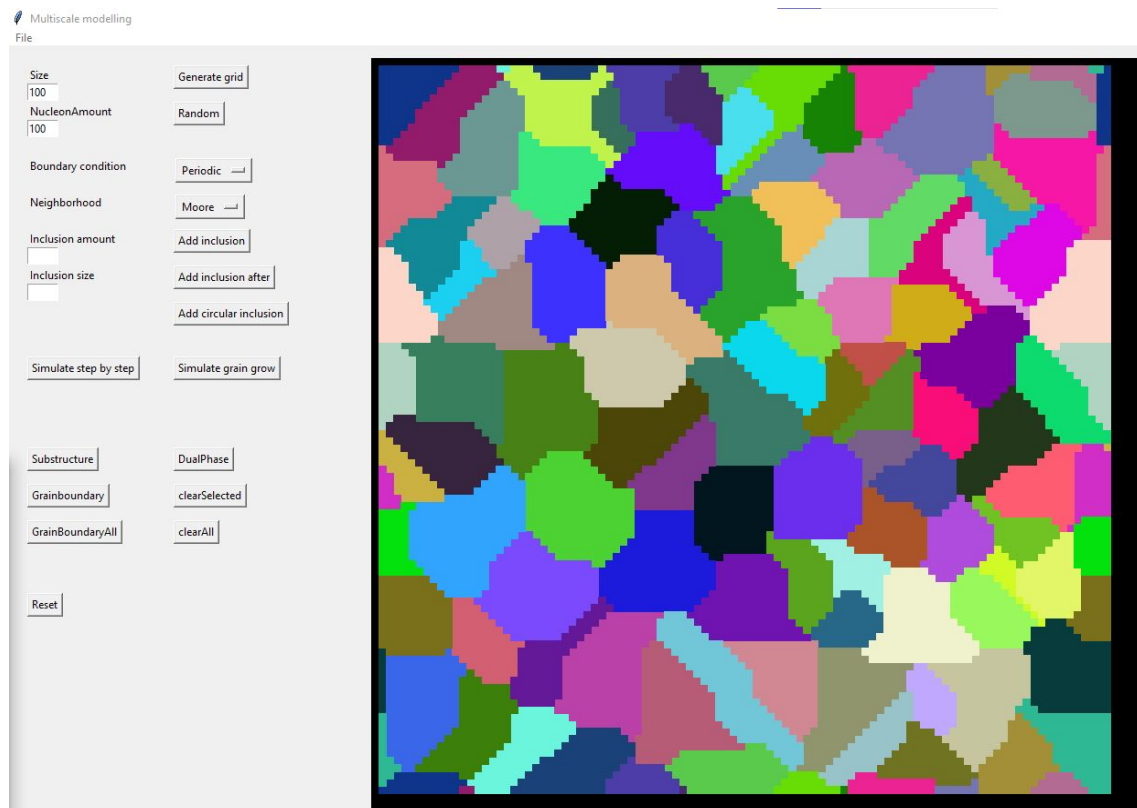 Multiscale modelling
File
Size
Generate grid
100
NucleonAmount
Random
100
Boundary condition
Periodic
Neighborhood
Moore
Inclusion amount
Add inclusion
Inclusion size
Add inclusion after
Add circular inclusion
Simulate step by step
Simulate grain grow
Substructure
DualPhase
Grainboundary
clearSelected
GrainBoundaryAll
clearAll
Reset